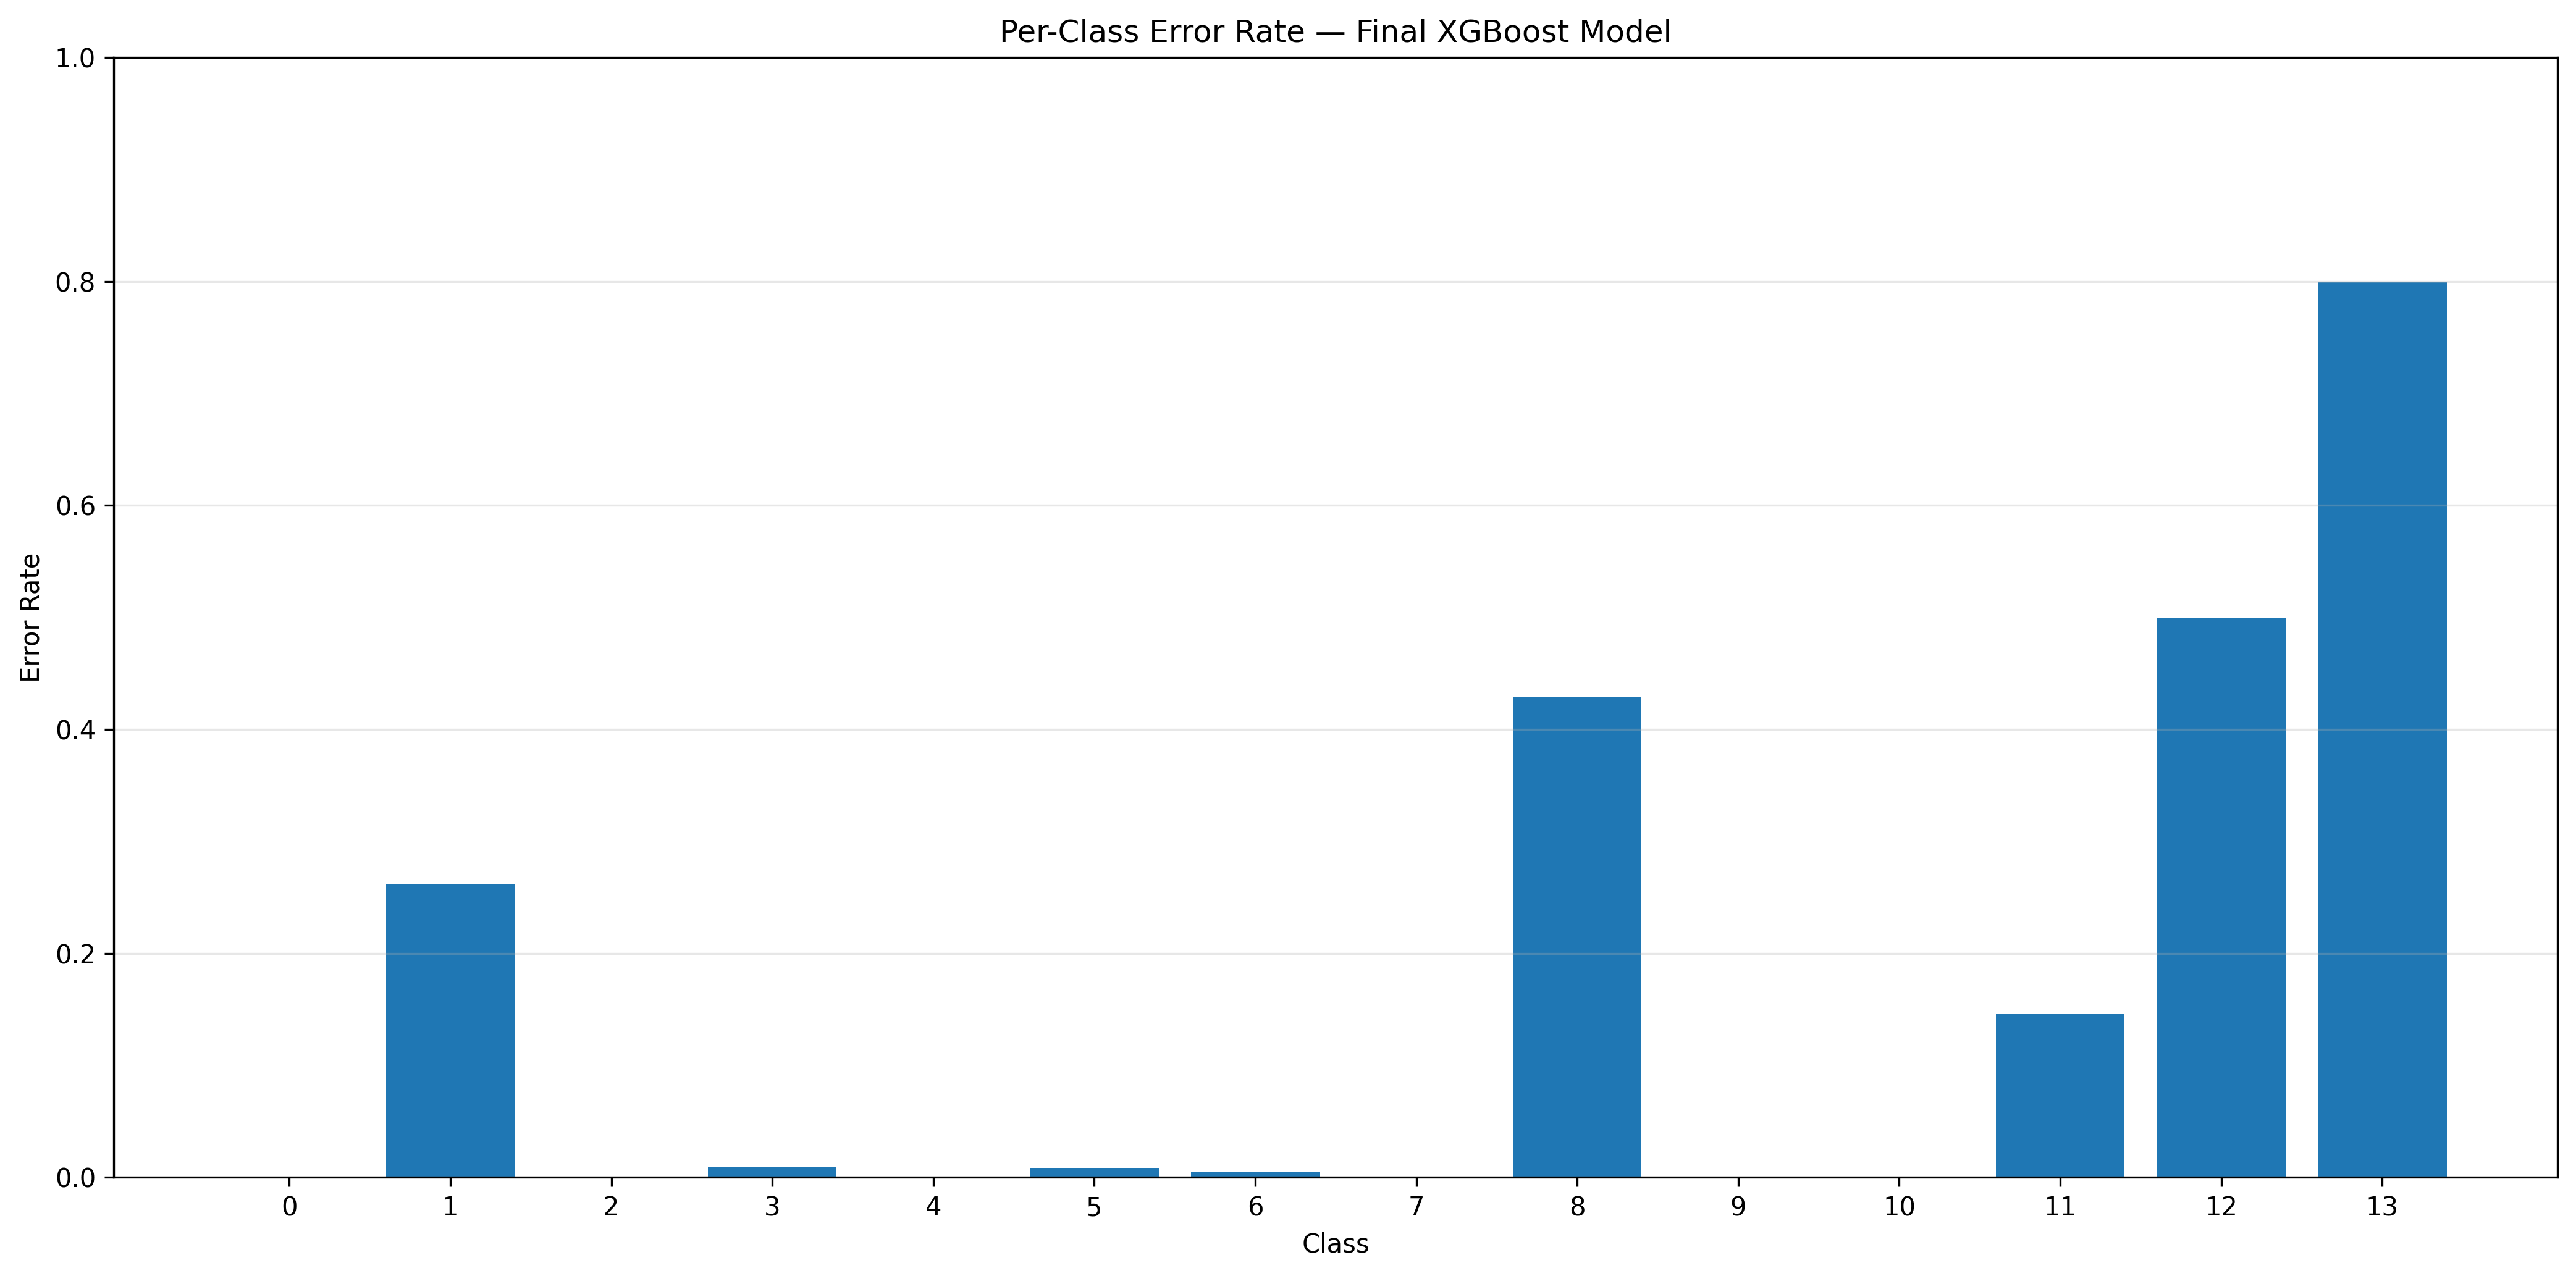 Per-Class Error Rate — Final XGBoost Model
1.0
0.8
0.6
0.4
0.2
0.0
Error Rate
0 1 2 3 4 5 6 7 8 9 10 11 12 13
Class